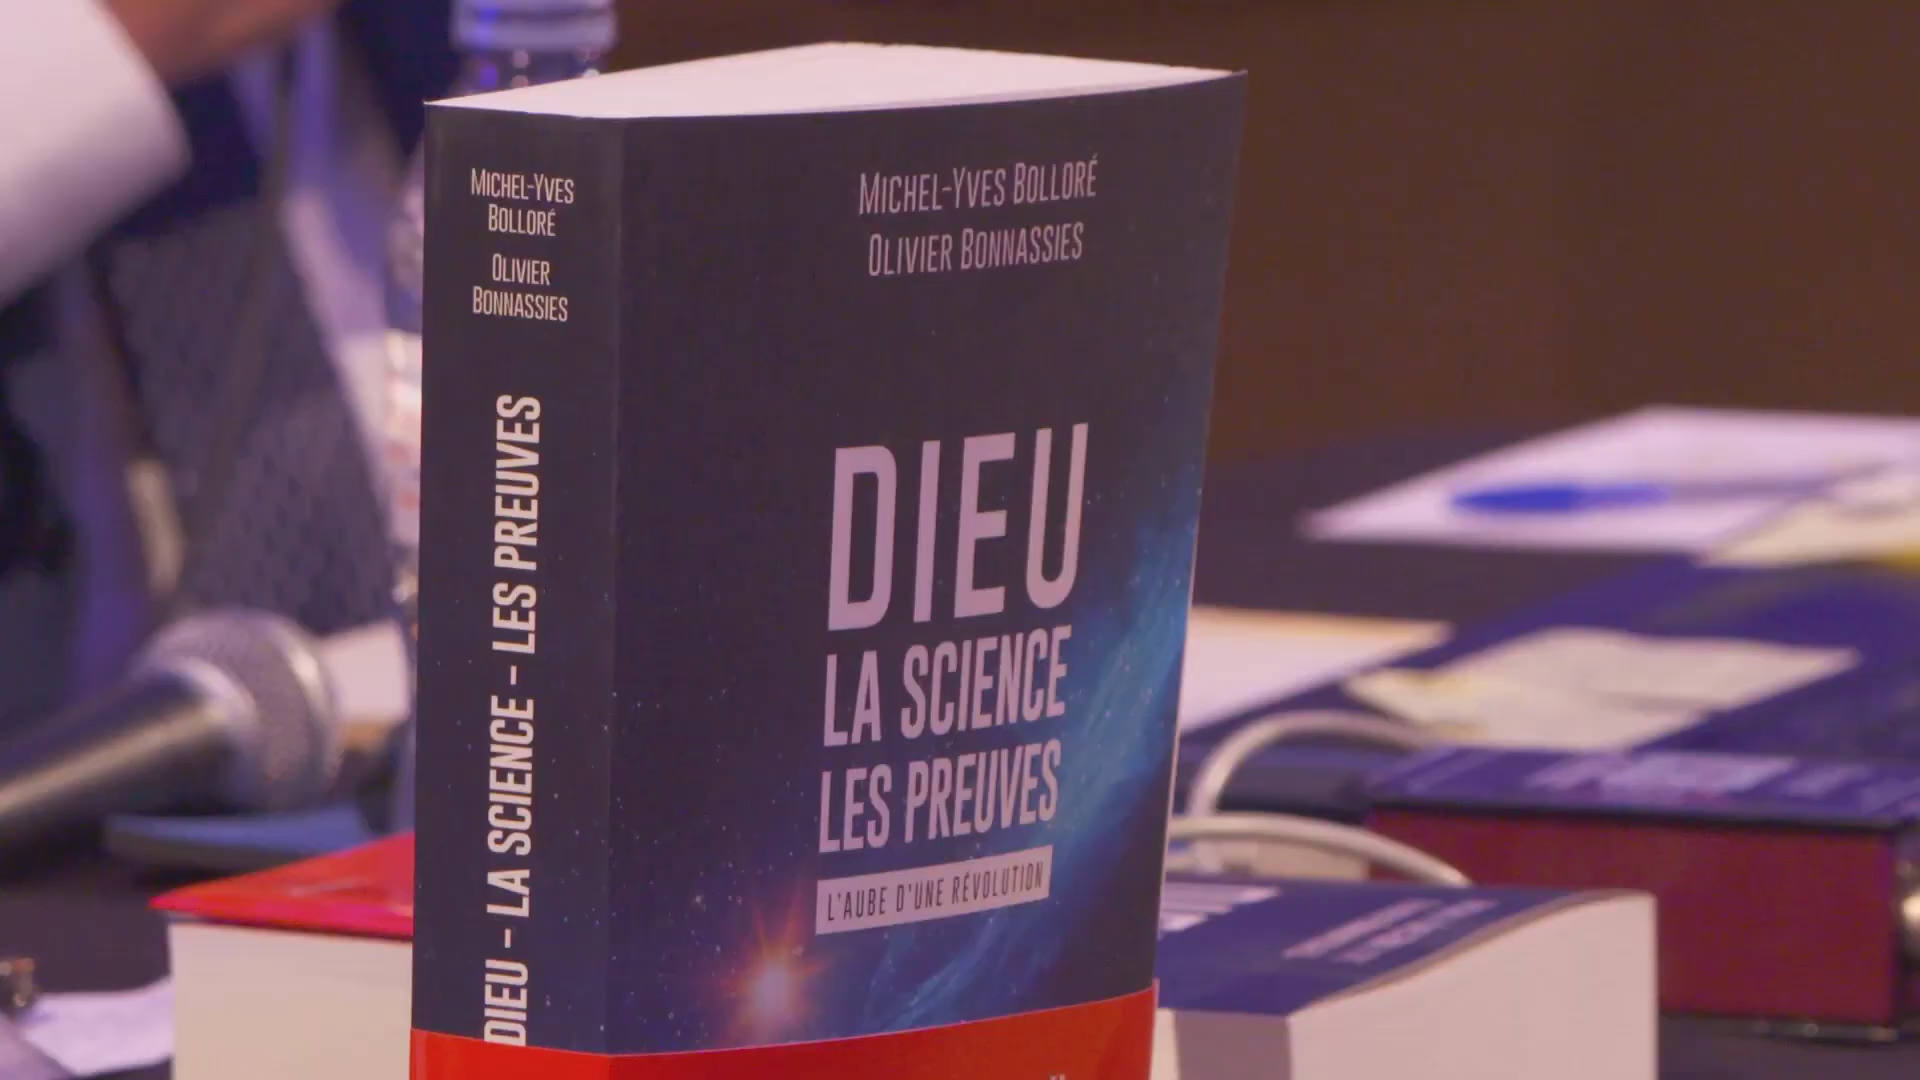 MICHEL-YVES
BOLLORÉ
OLIVIER
BONNASSIES
DIEU - LA SCIENCE - LES PREUVES
MICHEL-YVES BOLLORÉ
OLIVIER BONNASSIES
DIEU
LA SCIENCE
LES PREUVES
L'AUBE D'UNE RÉVOLUTION